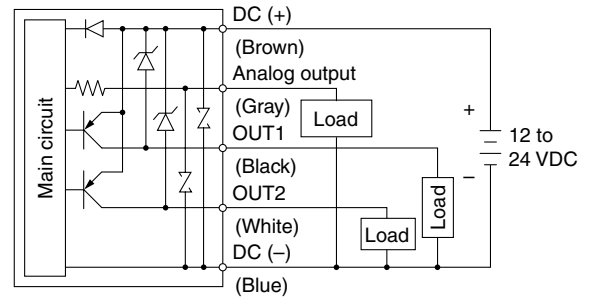 DC (+)
(Brown)
Analog output
(Gray)
OUT1
(Black)
OUT2
(White)
DC (–)
(Blue)
Main circuit
Load
Load
Load
+
12 to
24 VDC
–